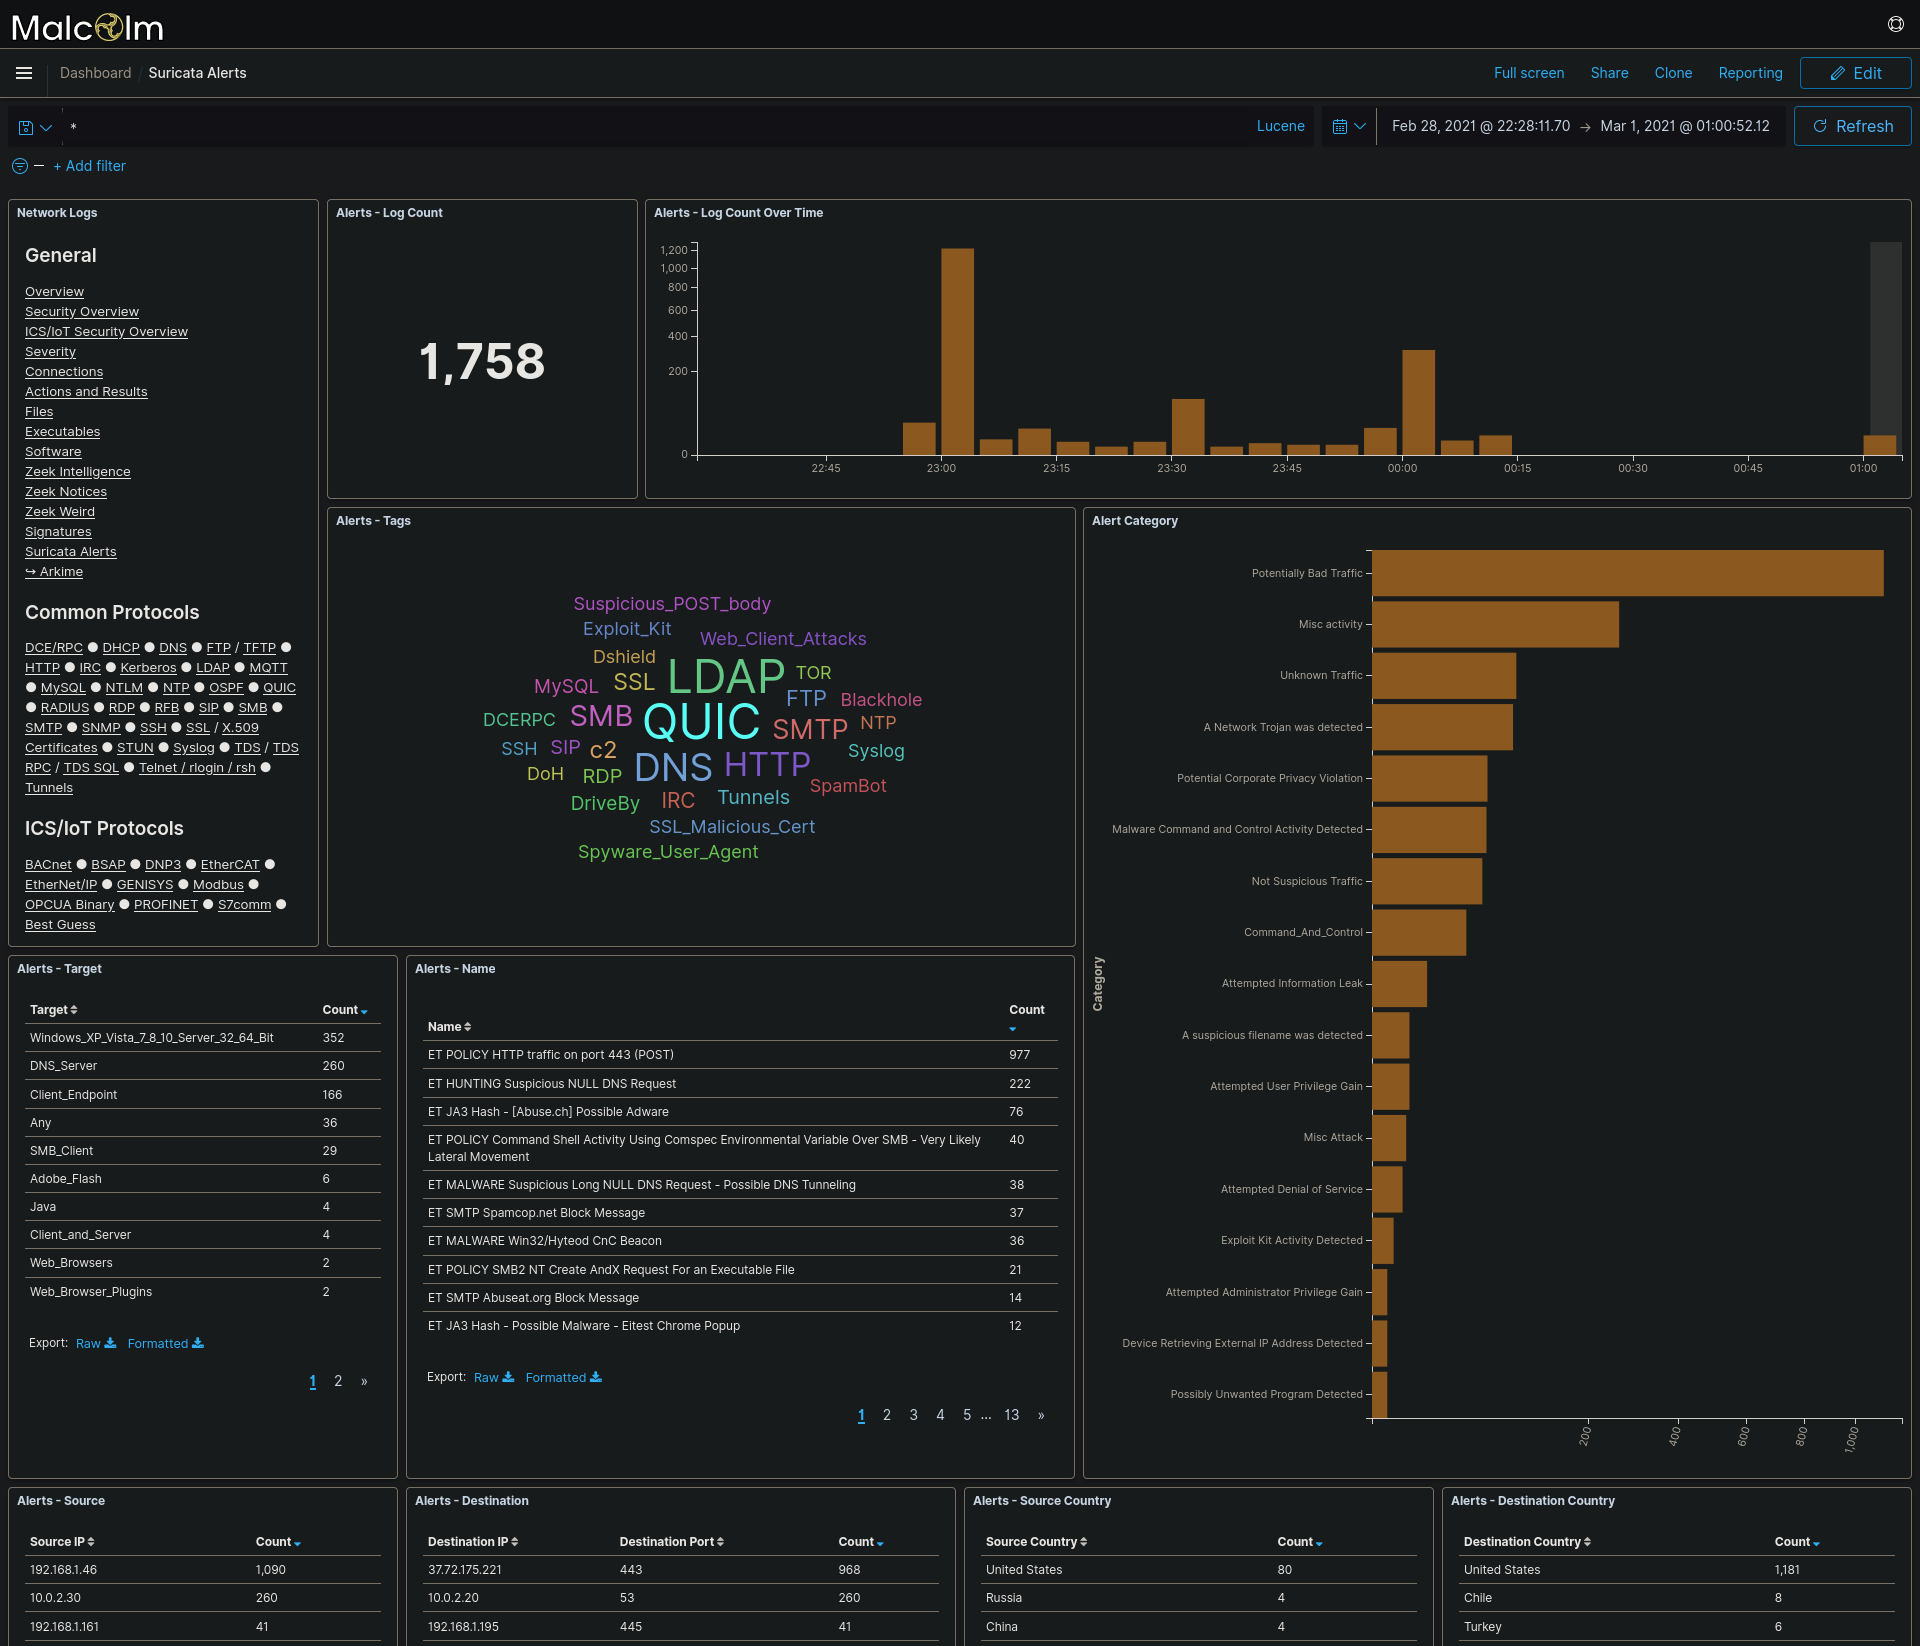 Malcolm
Dashboard / Suricata Alerts
Full screen Share Clone Reporting Edit
* Lucene Feb 28, 2021 @ 22:28:11.70 → Mar 1, 2021 @ 01:00:52.12 Refresh
+ Add filter
Network Logs
General
Overview
Security Overview
ICS/IoT Security Overview
Severity
Connections
Actions and Results
Files
Executables
Software
Zeek Intelligence
Zeek Notices
Zeek Weird
Signatures
Suricata Alerts
↪ Arkime
Common Protocols
DCE/RPC ● DHCP ● DNS ● FTP / TFTP ●
HTTP ● IRC ● Kerberos ● LDAP ● MQTT
● MySQL ● NTLM ● NTP ● OSPF ● QUIC
● RADIUS ● RDP ● RFB ● SIP ● SMB ●
SMTP ● SNMP ● SSH ● SSL / X.509
Certificates ● STUN ● Syslog ● TDS / TDS
RPC / TDS SQL ● Telnet / rlogin / rsh ●
Tunnels
ICS/IoT Protocols
BACnet ● BSAP ● DNP3 ● EtherCAT ●
EtherNet/IP ● GENISYS ● Modbus ●
OPCUA Binary ● PROFINET ● S7comm ●
Best Guess
Alerts - Log Count
1,758
Alerts - Log Count Over Time
1,200
1,000
800
600
400
200
0
22:45 23:00 23:15 23:30 23:45 00:00 00:15 00:30 00:45 01:00
Alerts - Tags
Suspicious_POST_body
Exploit_Kit Web_Client_Attacks
Dshield LDAP TOR
MySQL SSL FTP Blackhole
DCERPC SMB QUIC SMTP NTP
SSH SIP c2 DNS HTTP Syslog
DoH RDP SpamBot
DriveBy IRC Tunnels
SSL_Malicious_Cert
Spyware_User_Agent
Alert Category
Category
Potentially Bad Traffic
Misc activity
Unknown Traffic
A Network Trojan was detected
Potential Corporate Privacy Violation
Malware Command and Control Activity Detected
Not Suspicious Traffic
Command_And_Control
Attempted Information Leak
A suspicious filename was detected
Attempted User Privilege Gain
Misc Attack
Attempted Denial of Service
Exploit Kit Activity Detected
Attempted Administrator Privilege Gain
Device Retrieving External IP Address Detected
Possibly Unwanted Program Detected
200 400 600 800 1,000
Alerts - Target
Target Count
Windows_XP_Vista_7_8_10_Server_32_64_Bit 352
DNS_Server 260
Client_Endpoint 166
Any 36
SMB_Client 29
Adobe_Flash 6
Java 4
Client_and_Server 4
Web_Browsers 2
Web_Browser_Plugins 2
Export: Raw Formatted
1 2 »
Alerts - Name
Name Count
ET POLICY HTTP traffic on port 443 (POST) 977
ET HUNTING Suspicious NULL DNS Request 222
ET JA3 Hash - [Abuse.ch] Possible Adware 76
ET POLICY Command Shell Activity Using Comspec Environmental Variable Over SMB - Very Likely 40
Lateral Movement
ET MALWARE Suspicious Long NULL DNS Request - Possible DNS Tunneling 38
ET SMTP Spamcop.net Block Message 37
ET MALWARE Win32/Hyteod CnC Beacon 36
ET POLICY SMB2 NT Create AndX Request For an Executable File 21
ET SMTP Abuseat.org Block Message 14
ET JA3 Hash - Possible Malware - Eitest Chrome Popup 12
Export: Raw Formatted
1 2 3 4 5 ... 13 »
Alerts - Source
Source IP Count
192.168.1.46 1,090
10.0.2.30 260
192.168.1.161 41
Alerts - Destination
Destination IP Destination Port Count
37.72.175.221 443 968
10.0.2.20 53 260
192.168.1.195 445 41
Alerts - Source Country
Source Country Count
United States 80
Russia 4
China 4
Alerts - Destination Country
Destination Country Count
United States 1,181
Chile 8
Turkey 6